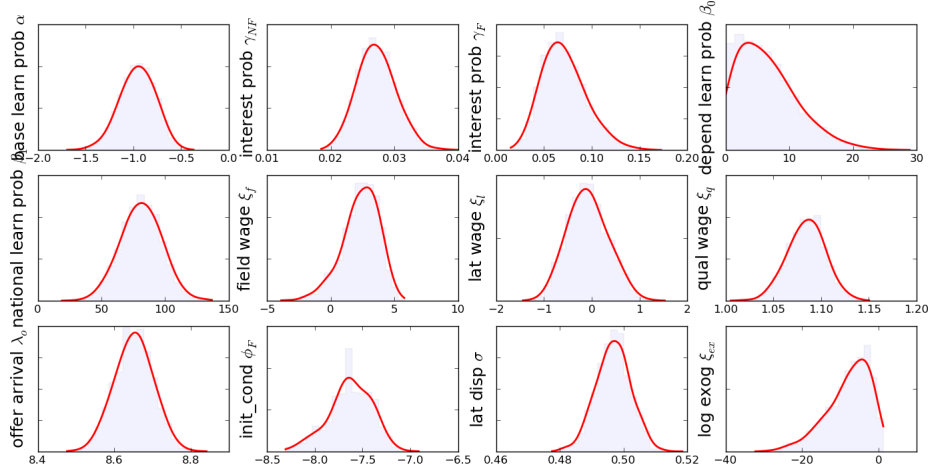 base learn prob α
−2.0 −1.5 −1.0 −0.5 0.0
interest prob γ_NF
0.01 0.02 0.03 0.04
interest prob γ_F
0.00 0.05 0.10 0.15 0.20
depend learn prob β_0
0 10 20 30
national learn prob
0 50 100 150
field wage ξ_f
−5 0 5 10
lat wage ξ_l
−2 −1 0 1 2
qual wage ξ_q
1.00 1.05 1.10 1.15 1.20
offer arrival λ_o
8.4 8.6 8.8
init_cond ϕ_F
−8.5 −8.0 −7.5 −7.0 −6.5
lat disp σ
0.46 0.48 0.50 0.52
log exog ξ_ex
−40 −20 0